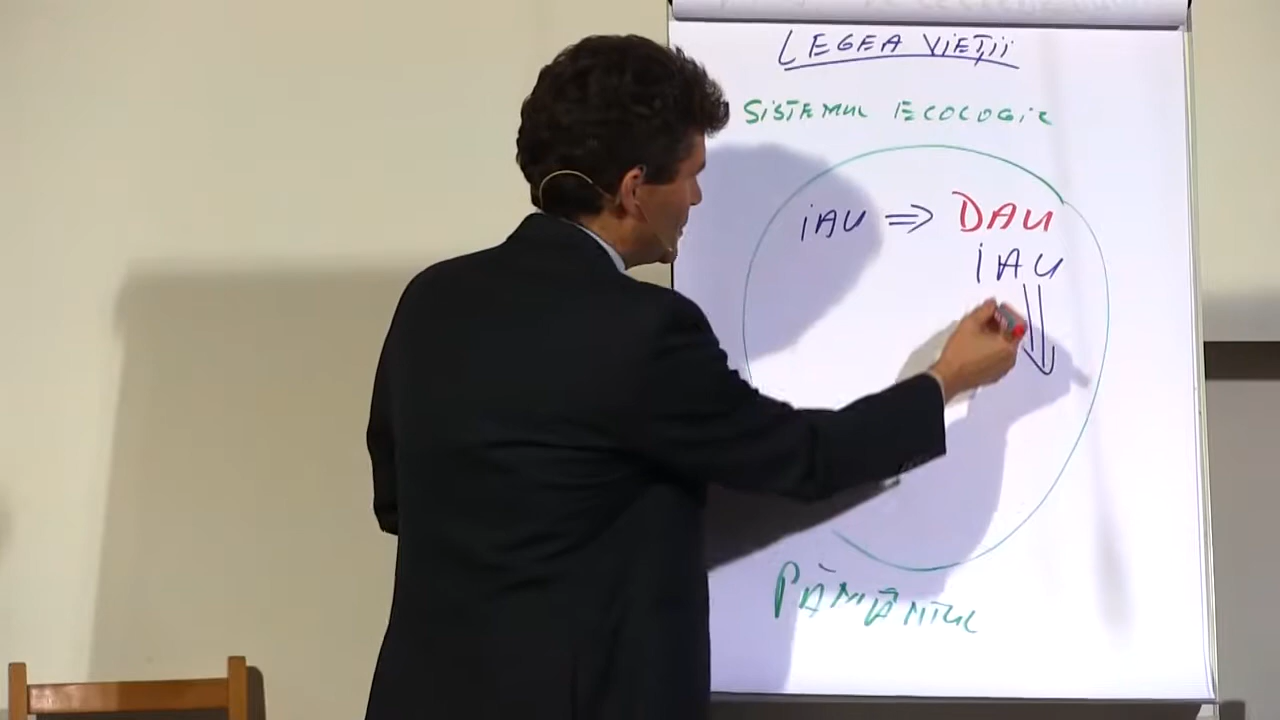 LEGEA VIEȚII
SISTEMUL ECOLOGIC
iAU ⇒ DAU
iAU
PĂMÂNTUL